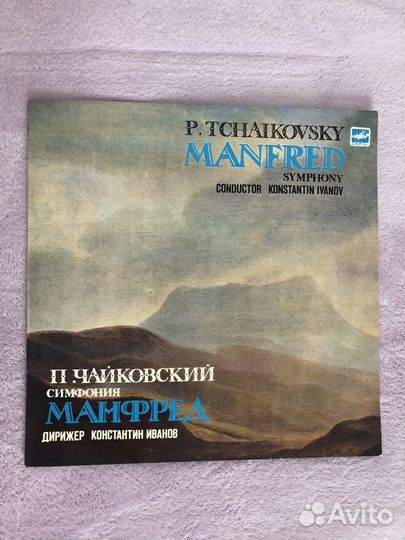 P. TCHAIKOVSKY
MANFRED
SYMPHONY
CONDUCTOR KONSTANTIN IVANOV
П. ЧАЙКОВСКИЙ
СИМФОНИЯ
МАНФРЕД
ДИРИЖЕР КОНСТАНТИН ИВАНОВ
Avito